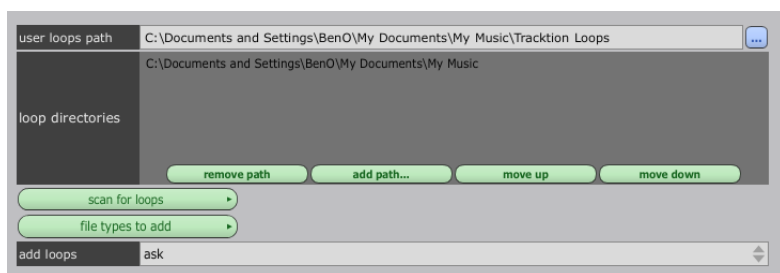 user loops path C:\Documents and Settings\BenO\My Documents\My Music\Tracktion Loops ...
C:\Documents and Settings\BenO\My Documents\My Music
loop directories
remove path add path... move up move down
scan for loops
file types to add
add loops ask